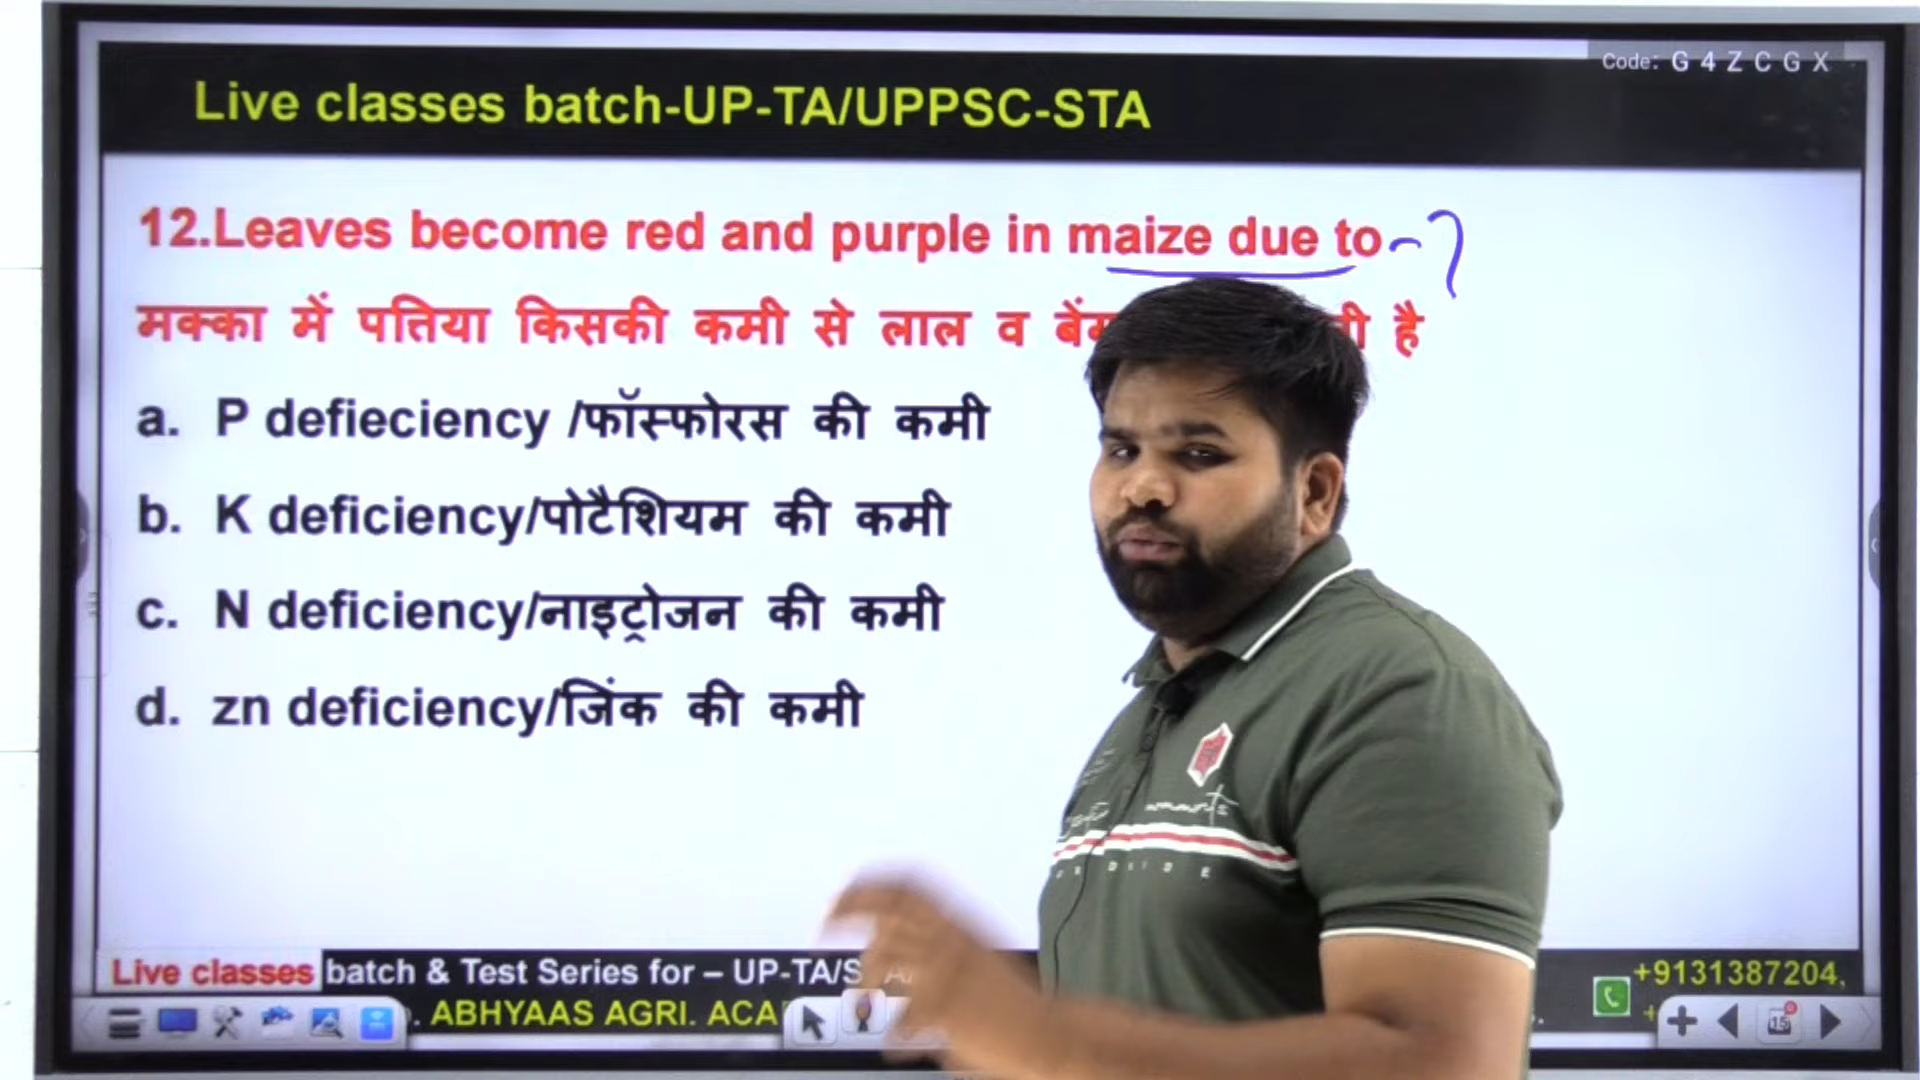 Code: G 4 Z C G X
Live classes batch-UP-TA/UPPSC-STA
12.Leaves become red and purple in maize due to-?
मक्का में पत्तिया किसकी कमी से लाल व है
a. P defieciency /फॉस्फोरस की कमी
b. K deficiency/पोटैशियम की कमी
c. N deficiency/नाइट्रोजन की कमी
d. zn deficiency/जिंक की कमी
Live classes batch & Test Series for – UP-TA/S
+9131387204,
ABHYAAS AGRI.
15